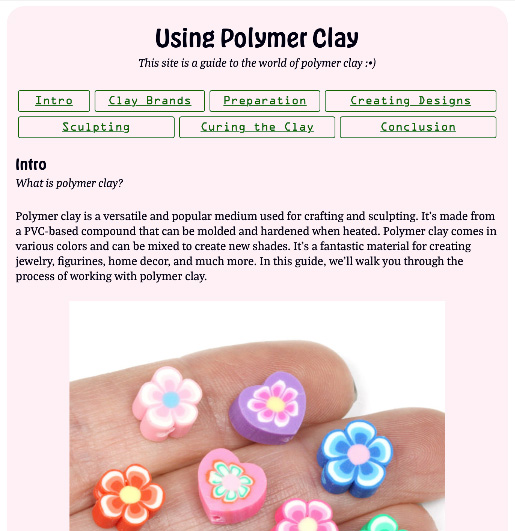 Using Polymer Clay
This site is a guide to the world of polymer clay :•)
Intro
Clay Brands
Preparation
Creating Designs
Sculpting
Curing the Clay
Conclusion
Intro
What is polymer clay?
Polymer clay is a versatile and popular medium used for crafting and sculpting. It's made from
a PVC-based compound that can be molded and hardened when heated. Polymer clay comes in
various colors and can be mixed to create new shades. It's a fantastic material for creating
jewelry, figurines, home decor, and much more. In this guide, we'll walk you through the
process of working with polymer clay.